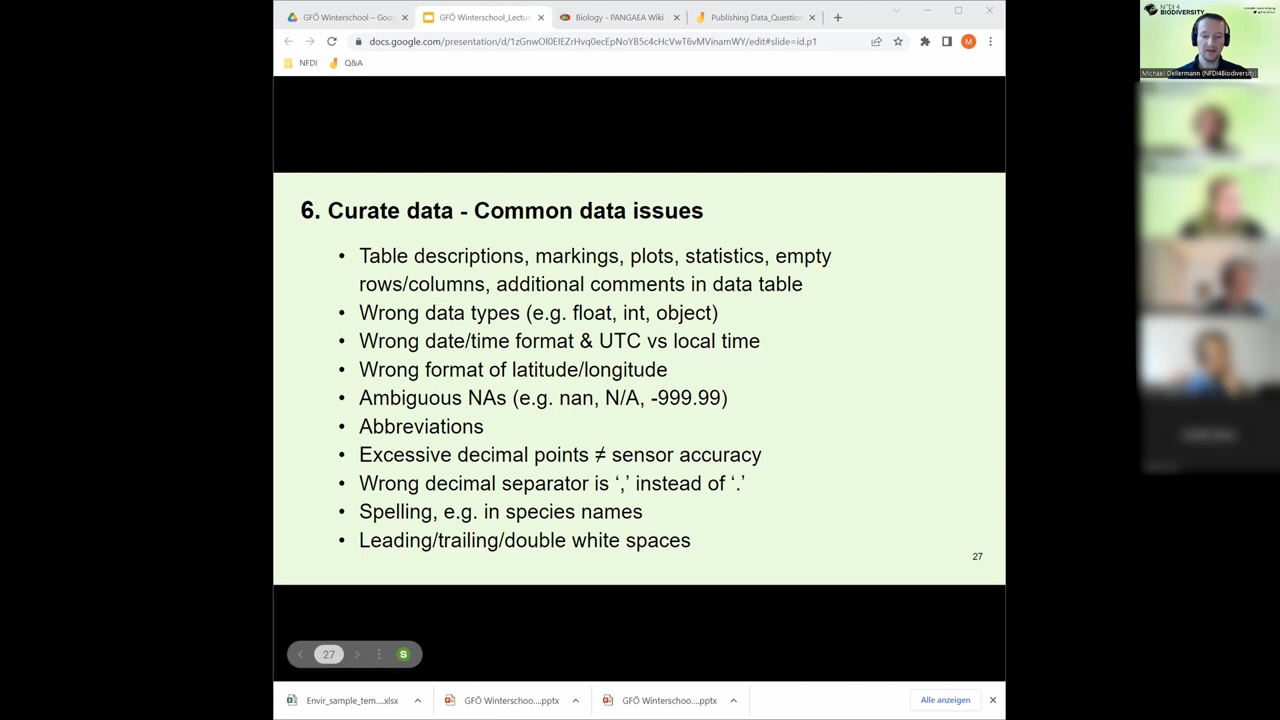 GFÖ Winterschool – Goo
GFÖ Winterschool_Lectu
Biology - PANGAEA Wiki
Publishing Data_Question
docs.google.com/presentation/d/1zGnwOl0ElEZrHvq0ecEpNoYB5c4cHcVwT6vMVinamWY/edit#slide=id.p1
M
NFDI
Q&A
6. Curate data - Common data issues
• Table descriptions, markings, plots, statistics, empty
rows/columns, additional comments in data table
• Wrong data types (e.g. float, int, object)
• Wrong date/time format & UTC vs local time
• Wrong format of latitude/longitude
• Ambiguous NAs (e.g. nan, N/A, -999.99)
• Abbreviations
• Excessive decimal points ≠ sensor accuracy
• Wrong decimal separator is ‘,’ instead of ‘.’
• Spelling, e.g. in species names
• Leading/trailing/double white spaces
27
27
S
Envir_sample_tem....xlsx
GFÖ Winterschoo....pptx
GFÖ Winterschoo....pptx
Alle anzeigen
NFDI 4
BIODIVERSITY
Michael Oellermann (NFDI4Biodiversity)